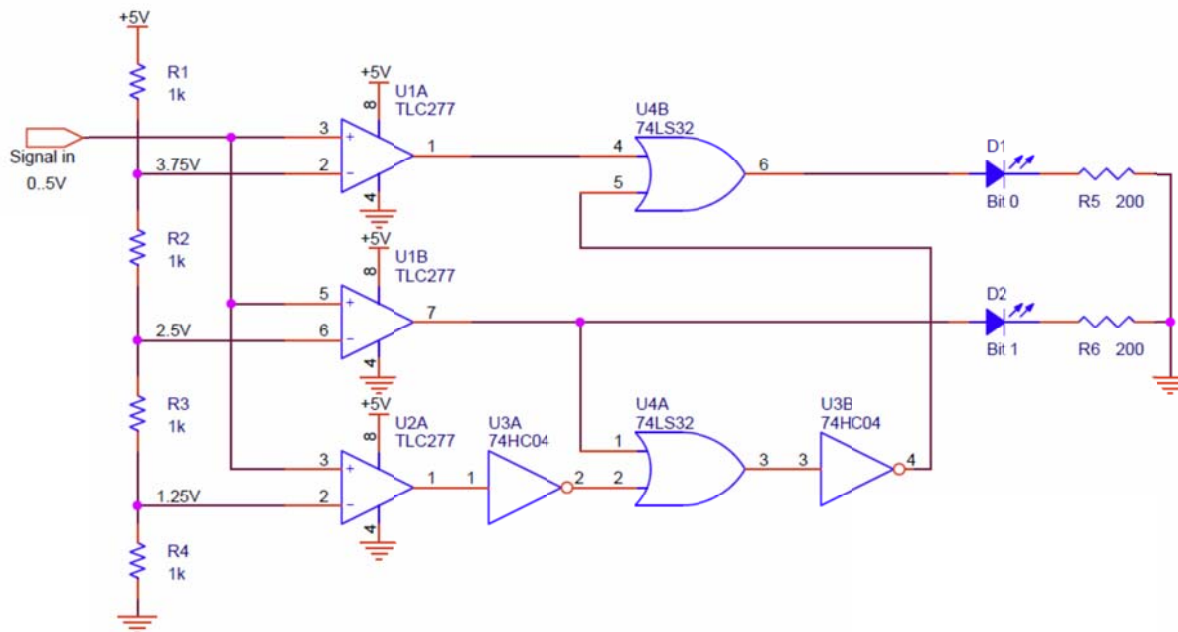 +5V
R1
1k
Signal in
0..5V
3.75V
R2
1k
2.5V
R3
1k
1.25V
R4
1k
+5V
8
U1A
TLC277
3
+
2
−
1
4
+5V
8
U1B
TLC277
5
+
6
−
7
4
+5V
8
U2A
TLC277
3
+
2
−
1
4
U3A
74HC04
1
2
U4B
74LS32
4
5
6
U4A
74LS32
1
2
3
U3B
74HC04
3
4
D1
Bit 0
R5 200
D2
Bit 1
R6 200